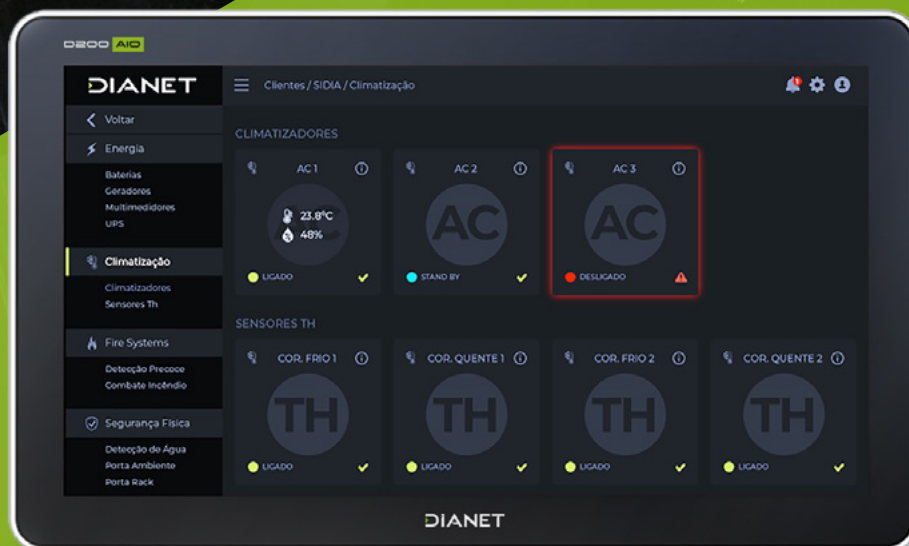 D200 AIO
DIANET
Clientes / SIDIA / Climatização
1
Voltar
Energia
Baterias
Geradores
Multimedidores
UPS
Climatização
Climatizadores
Sensores Th
Fire Systems
Detecção Precoce
Combate Incêndio
Segurança Física
Detecção de Água
Porta Ambiente
Porta Rack
CLIMATIZADORES
AC 1
AC
23.8°C
48%
LIGADO
AC 2
AC
STAND BY
AC 3
AC
DESLIGADO
SENSORES TH
COR. FRIO 1
TH
LIGADO
COR. QUENTE 1
TH
LIGADO
COR. FRIO 2
TH
LIGADO
COR. QUENTE 2
TH
LIGADO
DIANET